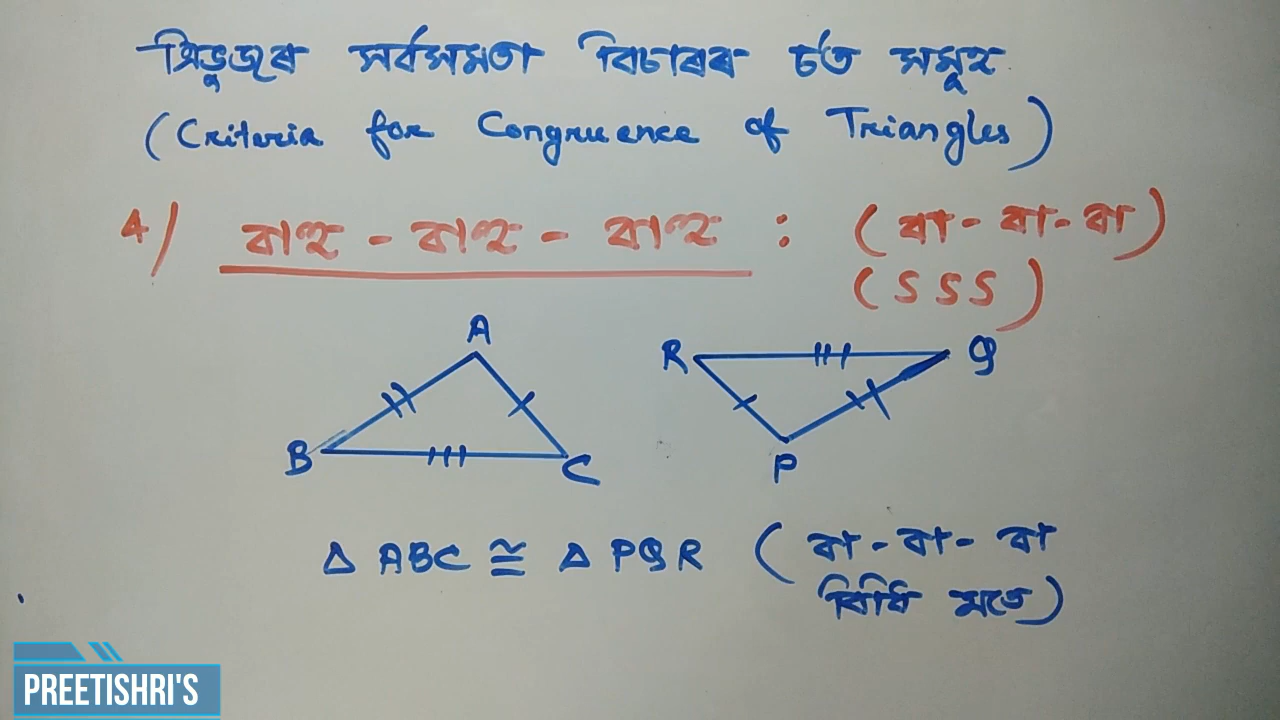 ত্রিভুজৰ সৰ্বসমতা বিচাৰৰ চৰ্ত সমূহ
(Criteria for Congruence of Triangles)
4) বাহু - বাহু - বাহু : (বা - বা - বা)
(SSS)
A
R Q
B C
P
Δ ABC ≅ Δ PQR (বা - বা - বা
বিধি মতে)
PREETISHRI'S